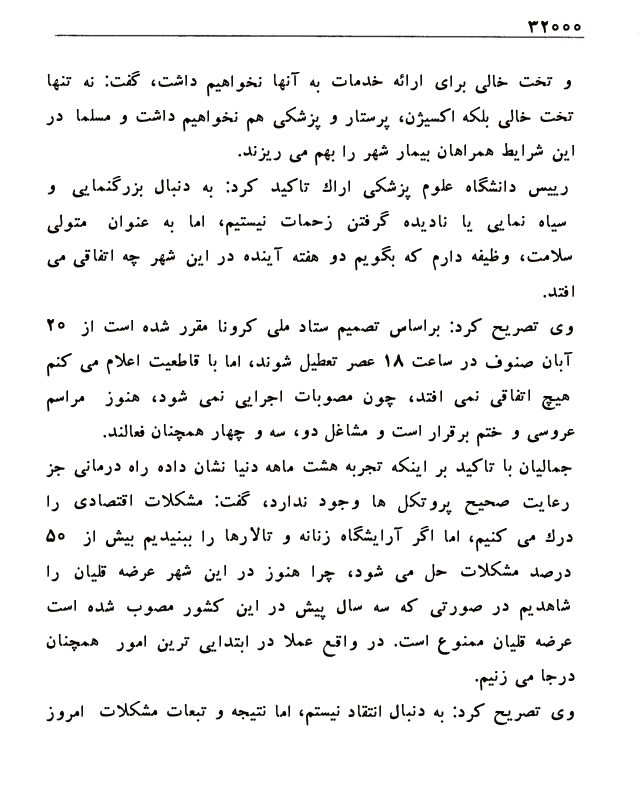 ۳۲۰۰۰
و تخت خالی برای ارائه خدمات به آنها نخواهیم داشت، گفت: نه تنها
تخت خالی بلکه اکسیژن، پرستار و پزشکی هم نخواهیم داشت و مسلما در
این شرایط همراهان بیمار شهر را بهم می ریزند.
رییس دانشگاه علوم پزشکی اراك تاکید کرد: به دنبال بزرگنمایی و
سیاه نمایی یا نادیده گرفتن زحمات نیستیم، اما به عنوان متولی
سلامت، وظیفه دارم که بگویم دو هفته آینده در این شهر چه اتفاقی می
افتد.
وی تصریح کرد: براساس تصمیم ستاد ملی کرونا مقرر شده است از ۲۰
آبان صنوف در ساعت ۱۸ عصر تعطیل شوند، اما با قاطعیت اعلام می کنم
هیچ اتفاقی نمی افتد، چون مصوبات اجرایی نمی شود، هنوز مراسم
عروسی و ختم برقرار است و مشاغل دو، سه و چهار همچنان فعالند.
جمالیان با تاکید بر اینکه تجربه هشت ماهه دنیا نشان داده راه درمانی جز
رعایت صحیح پروتکل ها وجود ندارد، گفت: مشکلات اقتصادی را
درك می کنیم، اما اگر آرایشگاه زنانه و تالارها را ببندیم بیش از ۵۰
درصد مشکلات حل می شود، چرا هنوز در این شهر عرضه قلیان را
شاهدیم در صورتی که سه سال پیش در این کشور مصوب شده است
عرضه قلیان ممنوع است. در واقع عملا در ابتدایی ترین امور همچنان
درجا می زنیم.
وی تصریح کرد: به دنبال انتقاد نیستم، اما نتیجه و تبعات مشکلات امروز